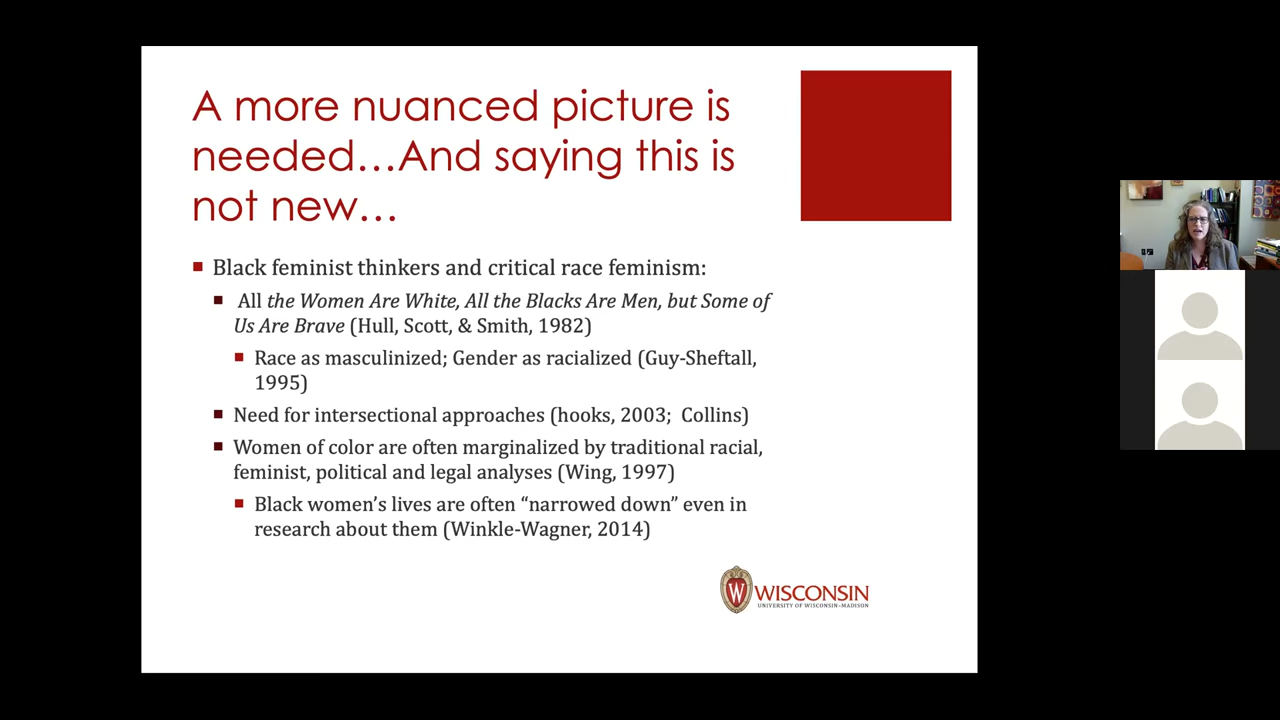 A more nuanced picture is
needed…And saying this is
not new…
Black feminist thinkers and critical race feminism:
All the Women Are White, All the Blacks Are Men, but Some of
Us Are Brave (Hull, Scott, & Smith, 1982)
Race as masculinized; Gender as racialized (Guy-Sheftall,
1995)
Need for intersectional approaches (hooks, 2003;  Collins)
Women of color are often marginalized by traditional racial,
feminist, political and legal analyses (Wing, 1997)
Black women’s lives are often “narrowed down” even in
research about them (Winkle-Wagner, 2014)
W
WISCONSIN
UNIVERSITY OF WISCONSIN–MADISON